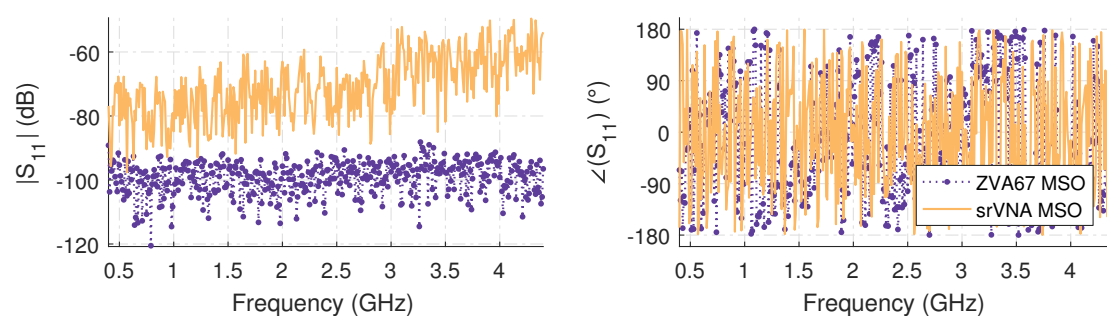 |S11| (dB)
-60
-80
-100
-120
0.5 1 1.5 2 2.5 3 3.5 4
Frequency (GHz)
∠(S11) (°)
180
90
0
-90
-180
0.5 1 1.5 2 2.5 3 3.5 4
Frequency (GHz)
ZVA67 MSO
srVNA MSO